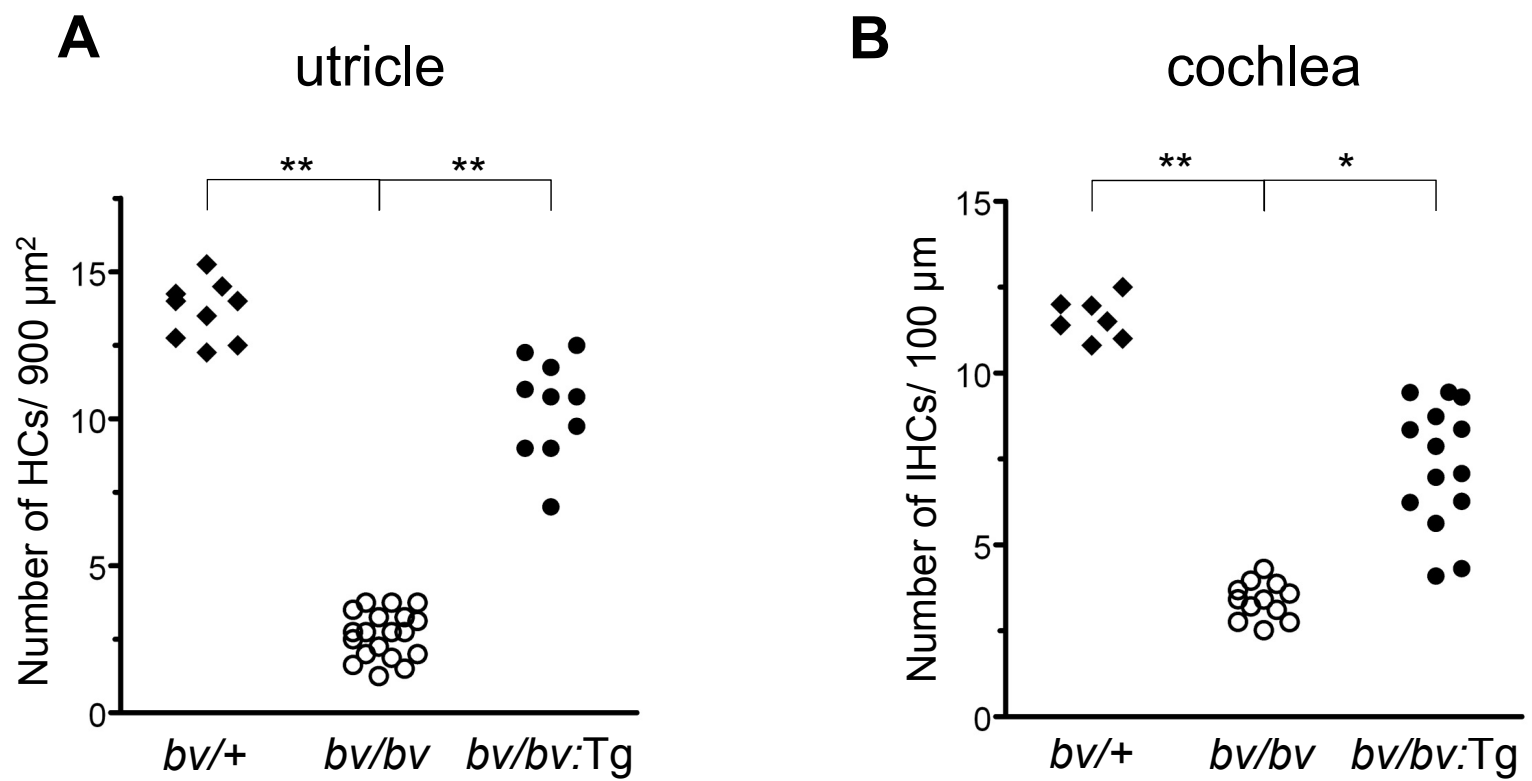 A
utricle
** **
Number of HCs/ 900 µm²
15
10
5
0
bv/+ bv/bv bv/bv:Tg
B
cochlea
** *
Number of IHCs/ 100 µm
15
10
5
0
bv/+ bv/bv bv/bv:Tg